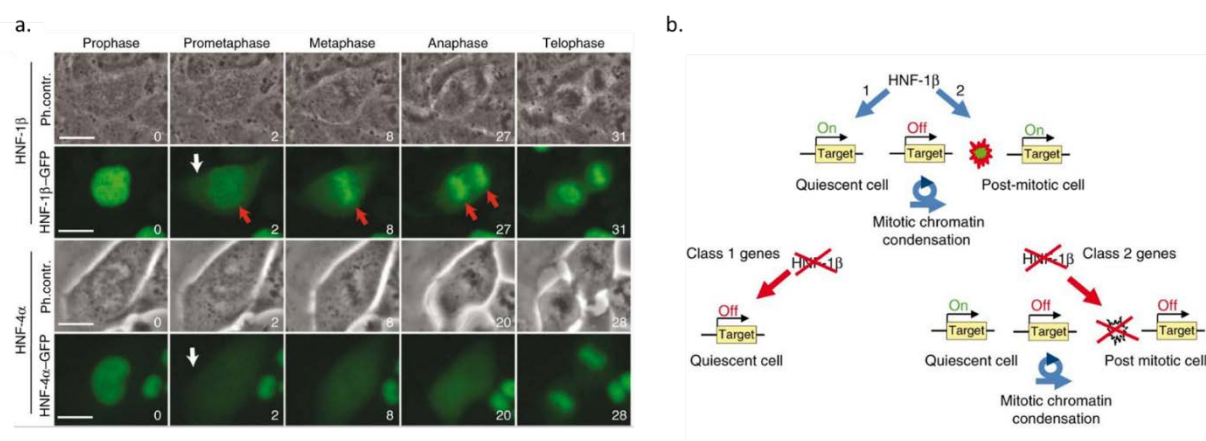 a.
Prophase Prometaphase Metaphase Anaphase Telophase
HNF-1β
Ph.contr.
0 2 8 27 31
HNF-1β–GFP
0 2 8 27 31
HNF-4α
Ph.contr.
0 2 8 20 28
HNF-4α–GFP
0 2 8 20 28
b.
HNF-1β
1 2
On Off On
Target Target Target
Quiescent cell Post-mitotic cell
Mitotic chromatin
condensation
Class 1 genes HNF-1β
Off
Target
Quiescent cell
HNF-1β Class 2 genes
On Off Off
Target Target Target
Quiescent cell Post mitotic cell
Mitotic chromatin
condensation